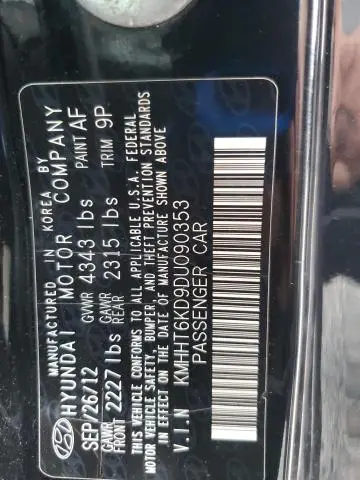 MANUFACTURED IN KOREA BY
HYUNDAI MOTOR COMPANY
SEP/26/12 GVWR 4343 lbs PAINT AF
GAWR FRONT 2227 lbs GAWR REAR 2315 lbs TRIM 9P
THIS VEHICLE CONFORMS TO ALL APPLICABLE U.S.A. FEDERAL
MOTOR VEHICLE SAFETY, BUMPER, AND THEFT PREVENTION STANDARDS
IN EFFECT ON THE DATE OF MANUFACTURE SHOWN ABOVE
V.I.N KMHHT6KD9DU090353
PASSENGER CAR